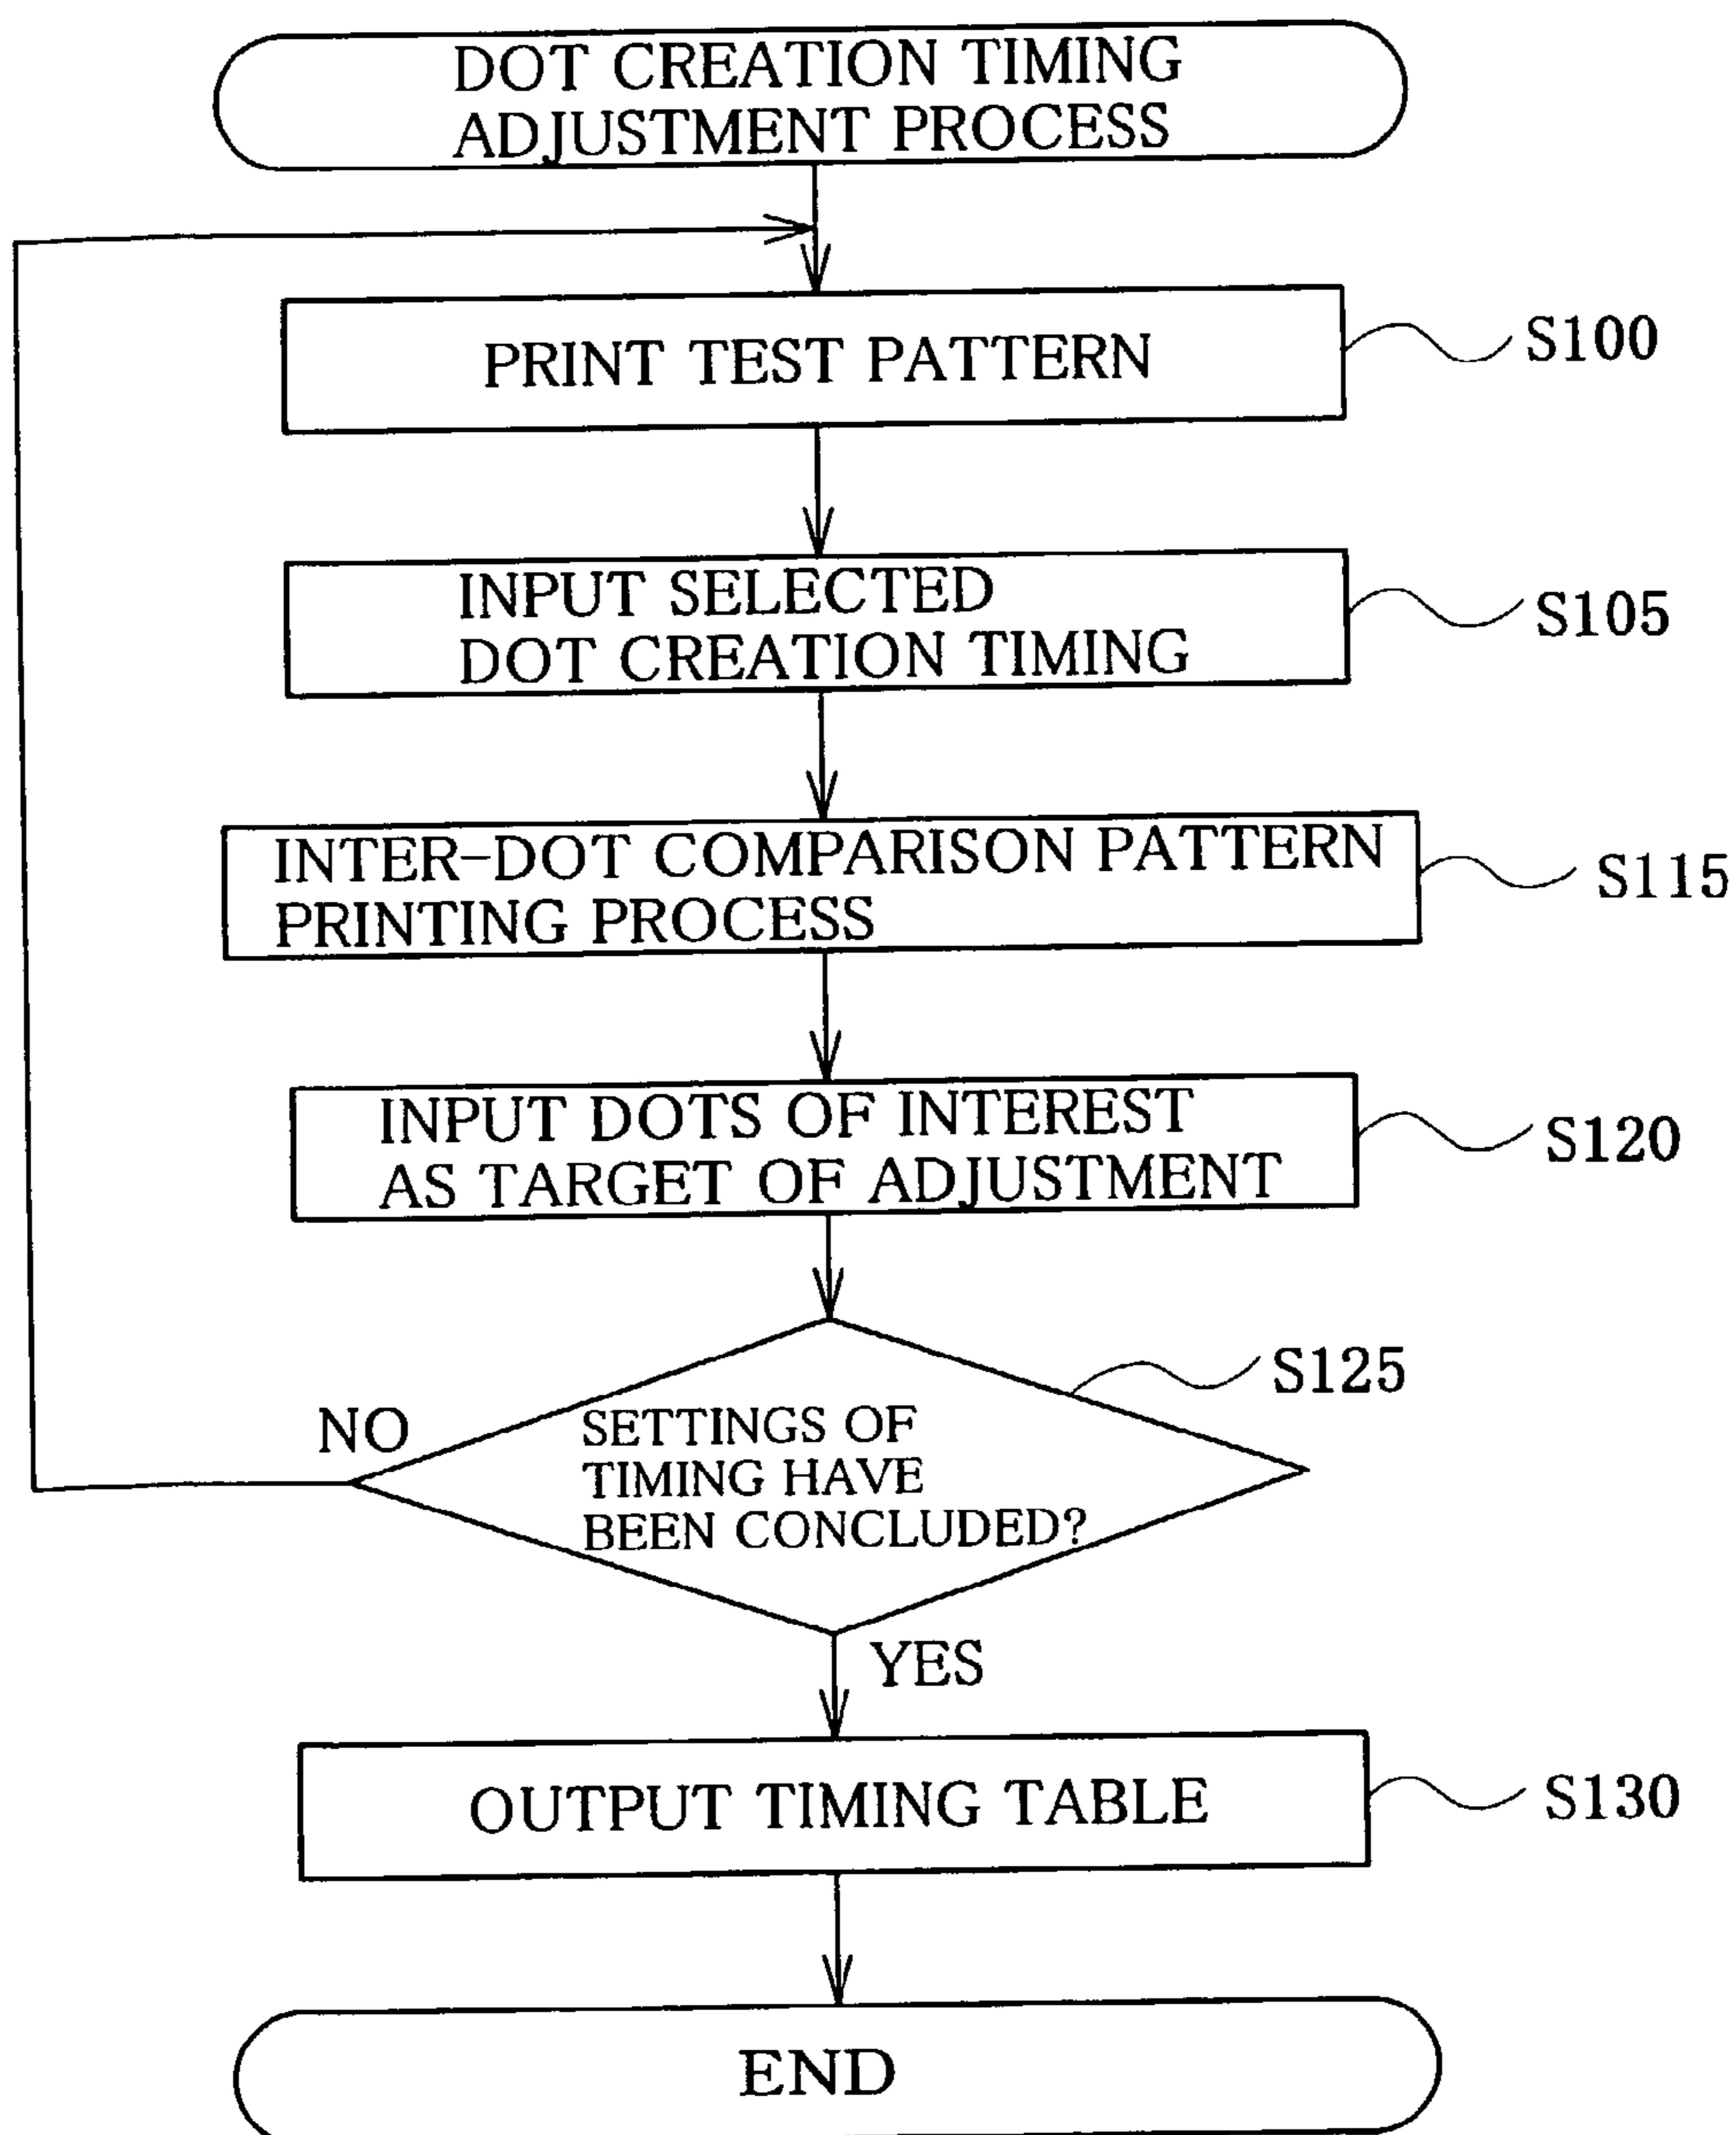 DOT CREATION TIMING
ADJUSTMENT PROCESS
PRINT TEST PATTERN
S100
INPUT SELECTED
DOT CREATION TIMING
S105
INTER-DOT COMPARISON PATTERN
PRINTING PROCESS
S115
INPUT DOTS OF INTEREST
AS TARGET OF ADJUSTMENT
S120
S125
NO
SETTINGS OF
TIMING HAVE
BEEN CONCLUDED?
YES
OUTPUT TIMING TABLE
S130
END